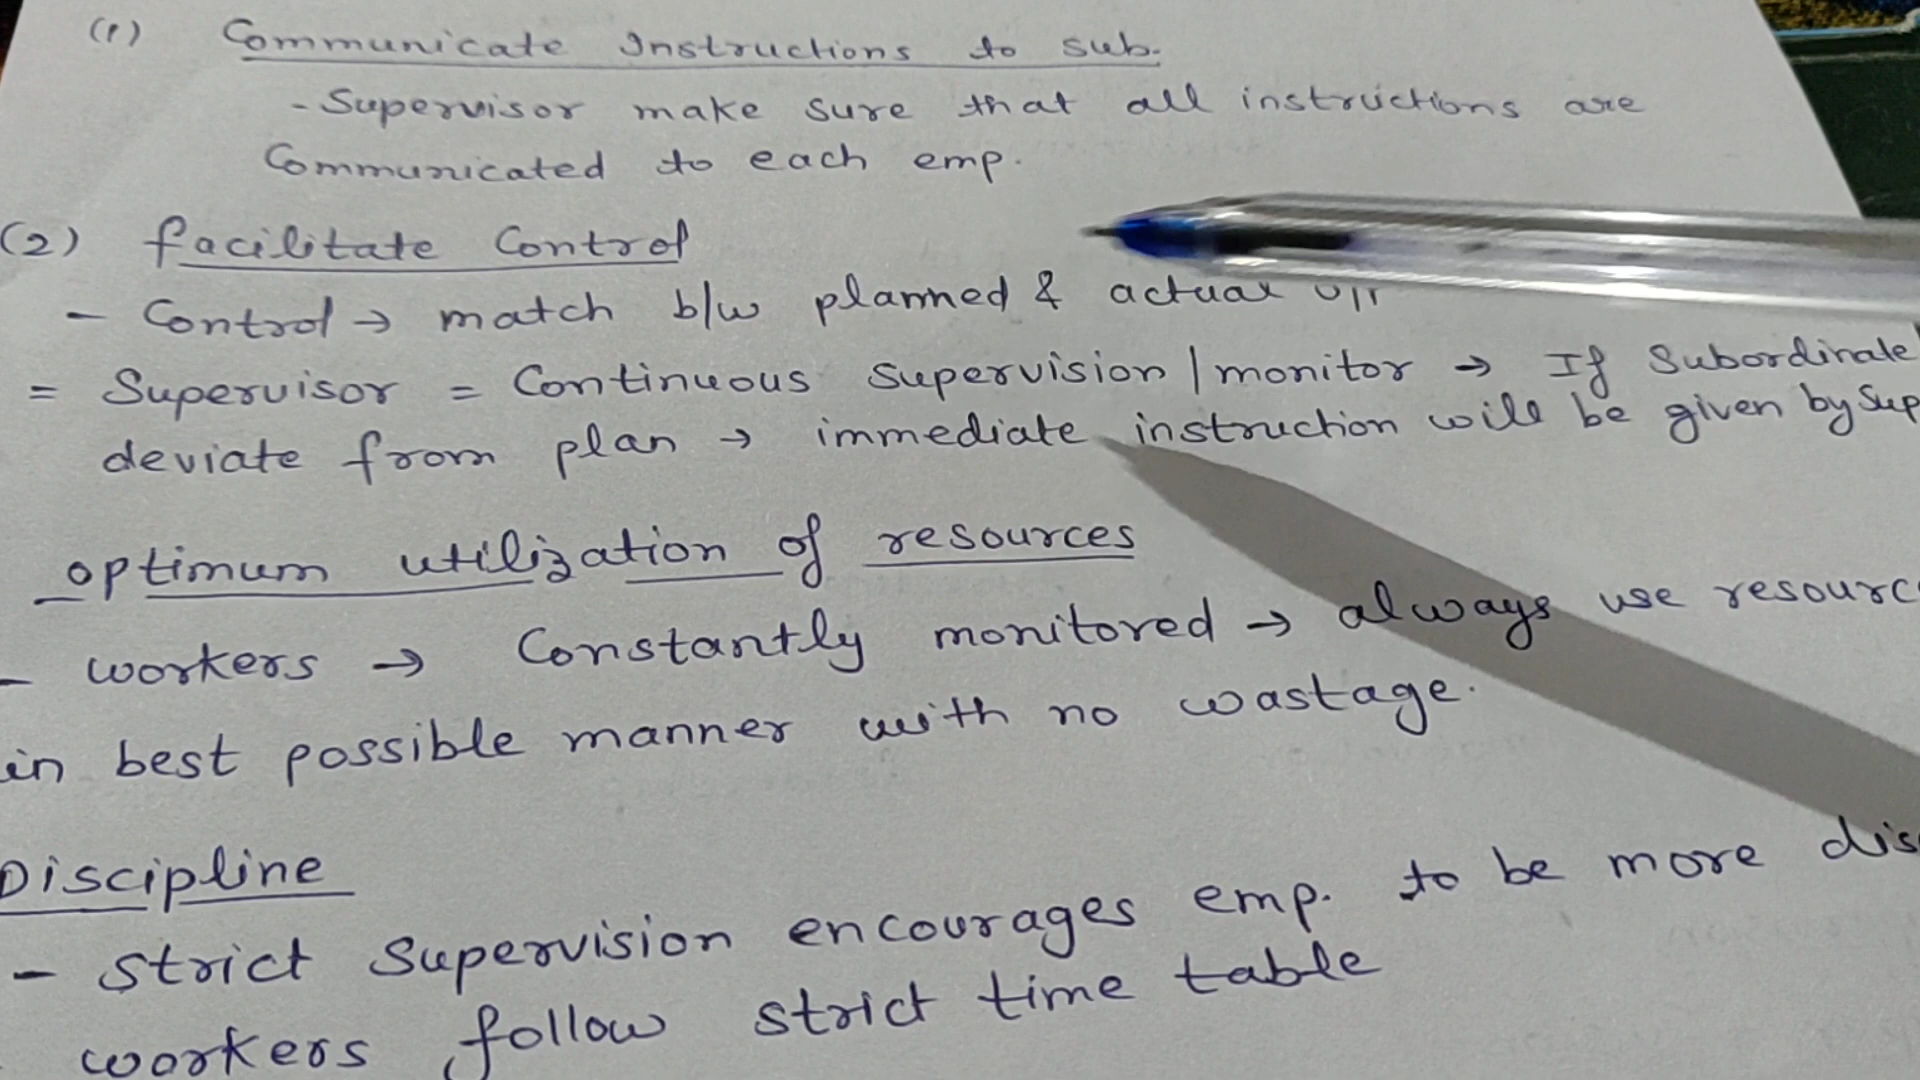 (1) Communicate Instructions to sub.
- Supervisor make sure that all instructions are
Communicated to each emp.
(2) facilitate Control
- Control → match b/w planned & actual
= Supervisor = Continuous supervision / monitor → If Subordinate
deviate from plan → immediate instruction will be given by Sup
optimum utilization of resources
- workers → Constantly monitored → always use resourc
in best possible manner with no wastage.
Discipline
- strict supervision encourages emp. to be more dis
workers follow strict time table